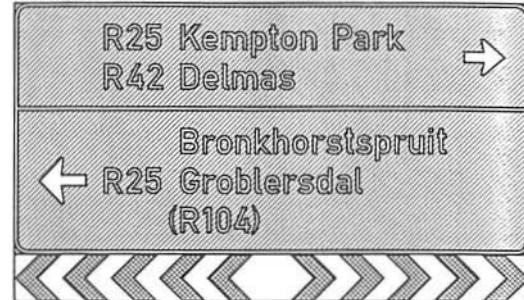 R25 Kempton Park
R42 Delmas
Bronkhorstspruit
R25 Groblersdal
(R104)